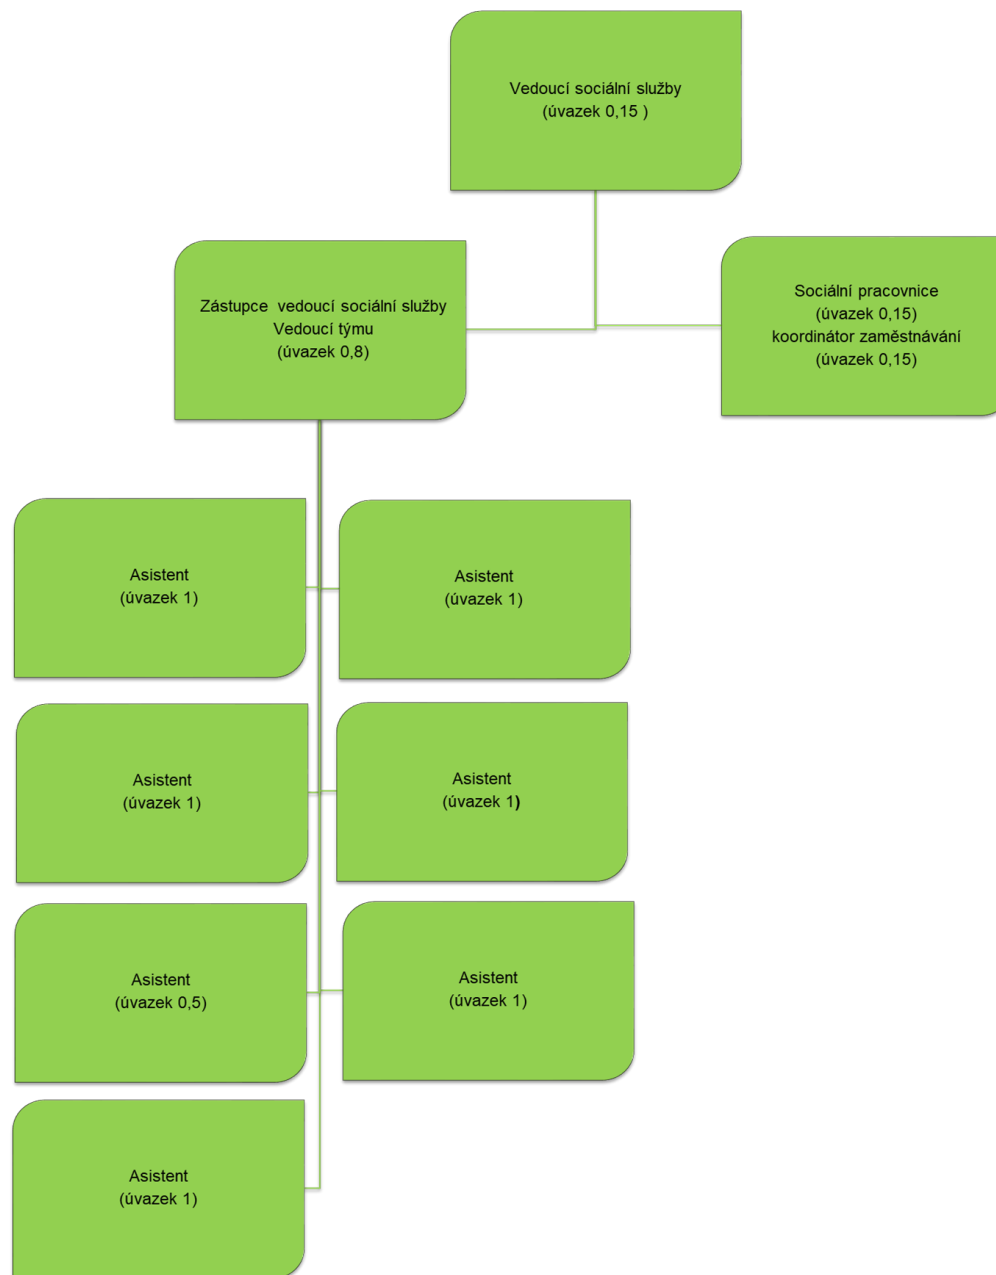 Vedoucí sociální služby
(úvazek 0,15 )
Zástupce vedoucí sociální služby
Vedoucí týmu
(úvazek 0,8)
Sociální pracovnice
(úvazek 0,15)
koordinátor zaměstnávání
(úvazek 0,15)
Asistent
(úvazek 1)
Asistent
(úvazek 1)
Asistent
(úvazek 1)
Asistent
(úvazek 1)
Asistent
(úvazek 0,5)
Asistent
(úvazek 1)
Asistent
(úvazek 1)